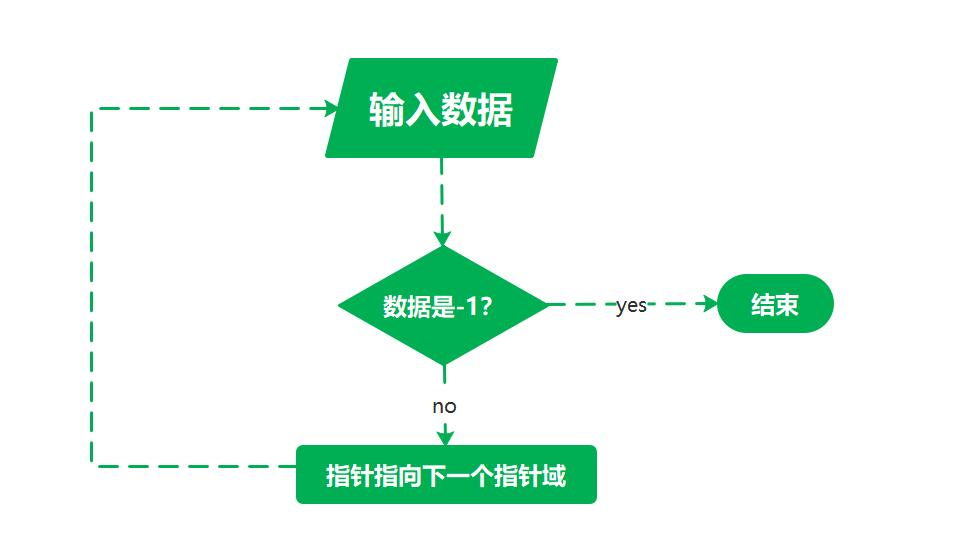 输入数据
数据是-1?
yes
结束
no
指针指向下一个指针域